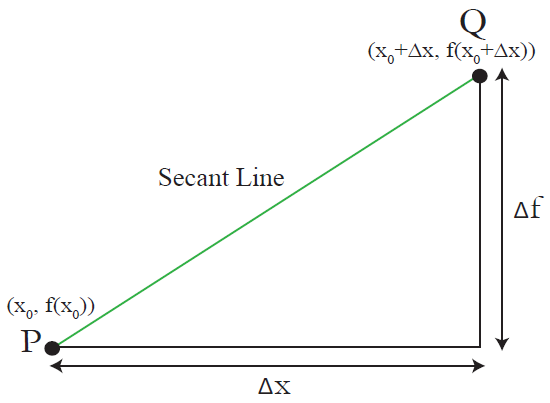 Q
(x₀+Δx, f(x₀+Δx))
Secant Line
Δf
(x₀, f(x₀))
P
Δx